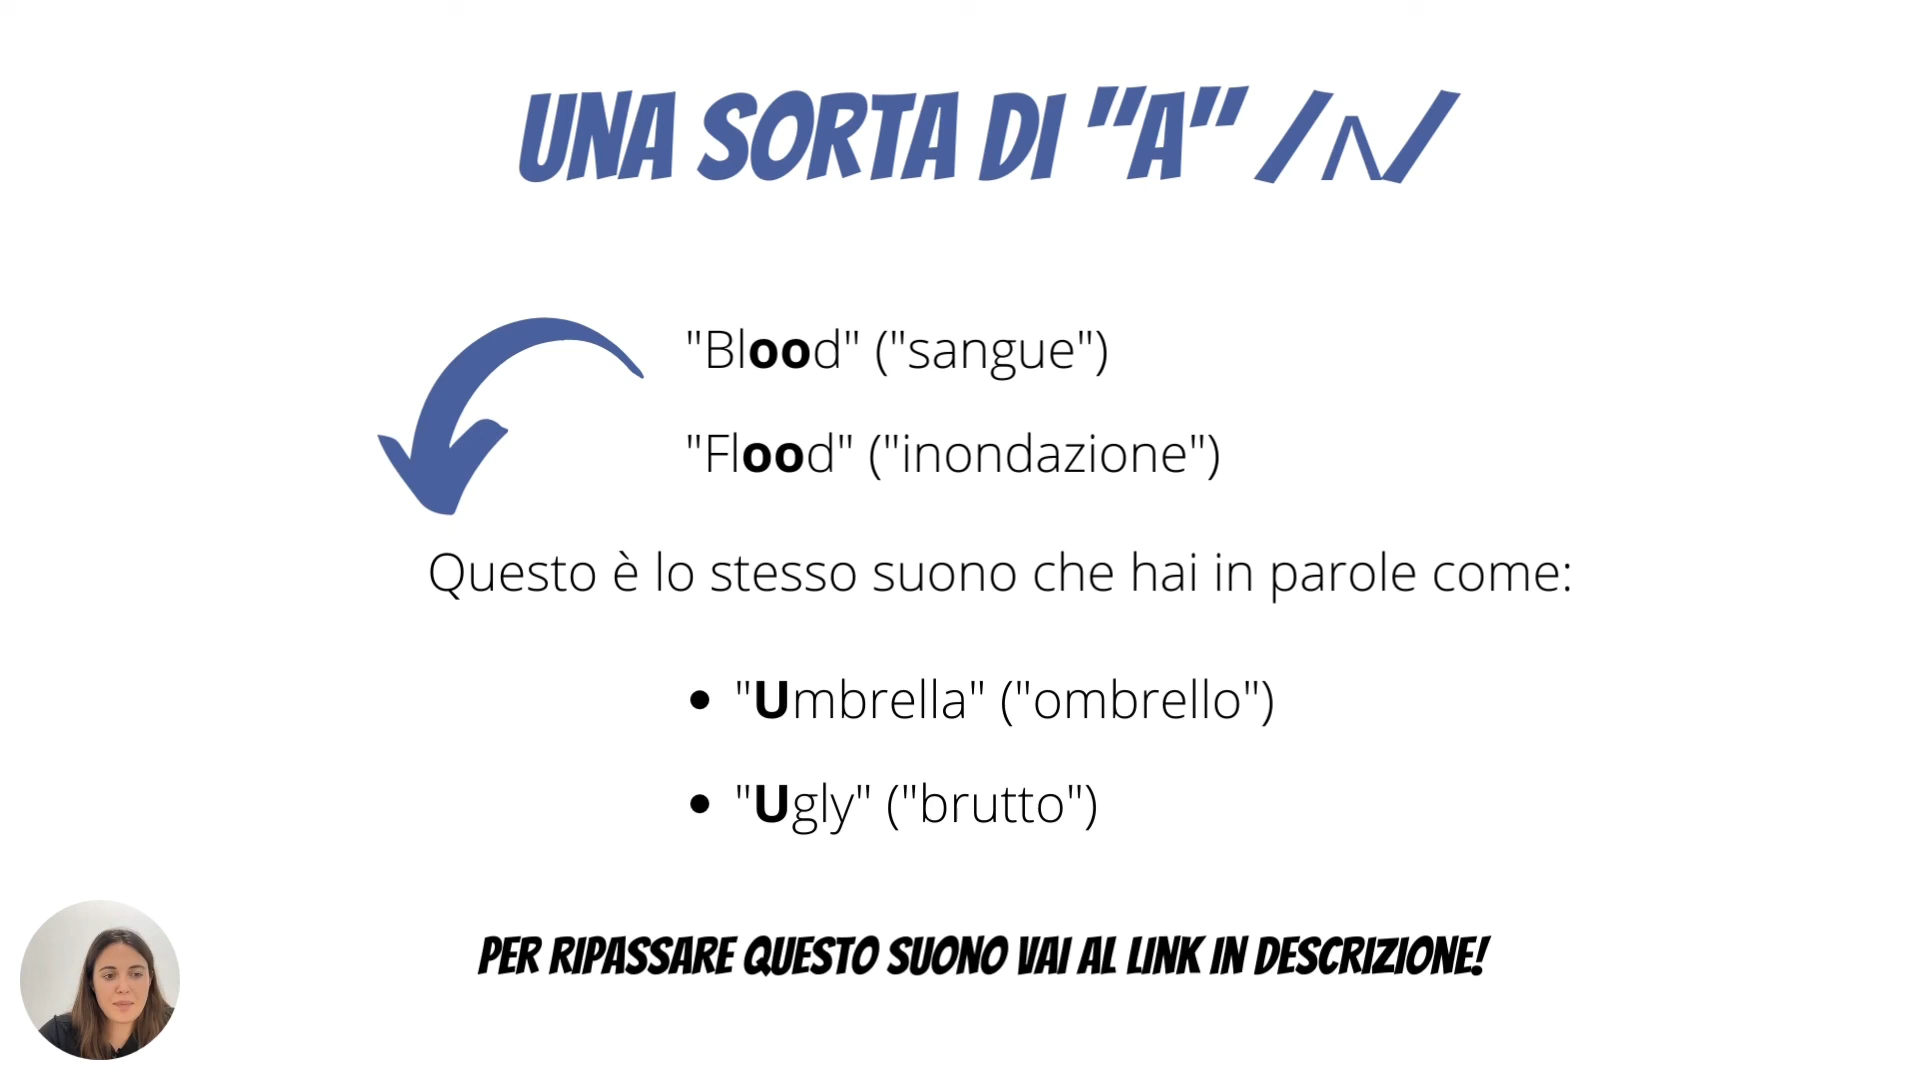 UNA SORTA DI "A" /ʌ/
"Blood" ("sangue")
"Flood" ("inondazione")
Questo è lo stesso suono che hai in parole come:
• "Umbrella" ("ombrello")
• "Ugly" ("brutto")
PER RIPASSARE QUESTO SUONO VAI AL LINK IN DESCRIZIONE!